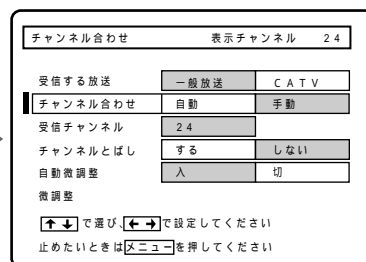 チャンネル合わせ 表示チャンネル 24
受信する放送 一般放送 CATV
チャンネル合わせ 自動 手動
受信チャンネル 24
チャンネルとばし する しない
自動微調整 入 切
微調整
↑↓で選び、←→で設定してください
止めたいときはメニューを押してください